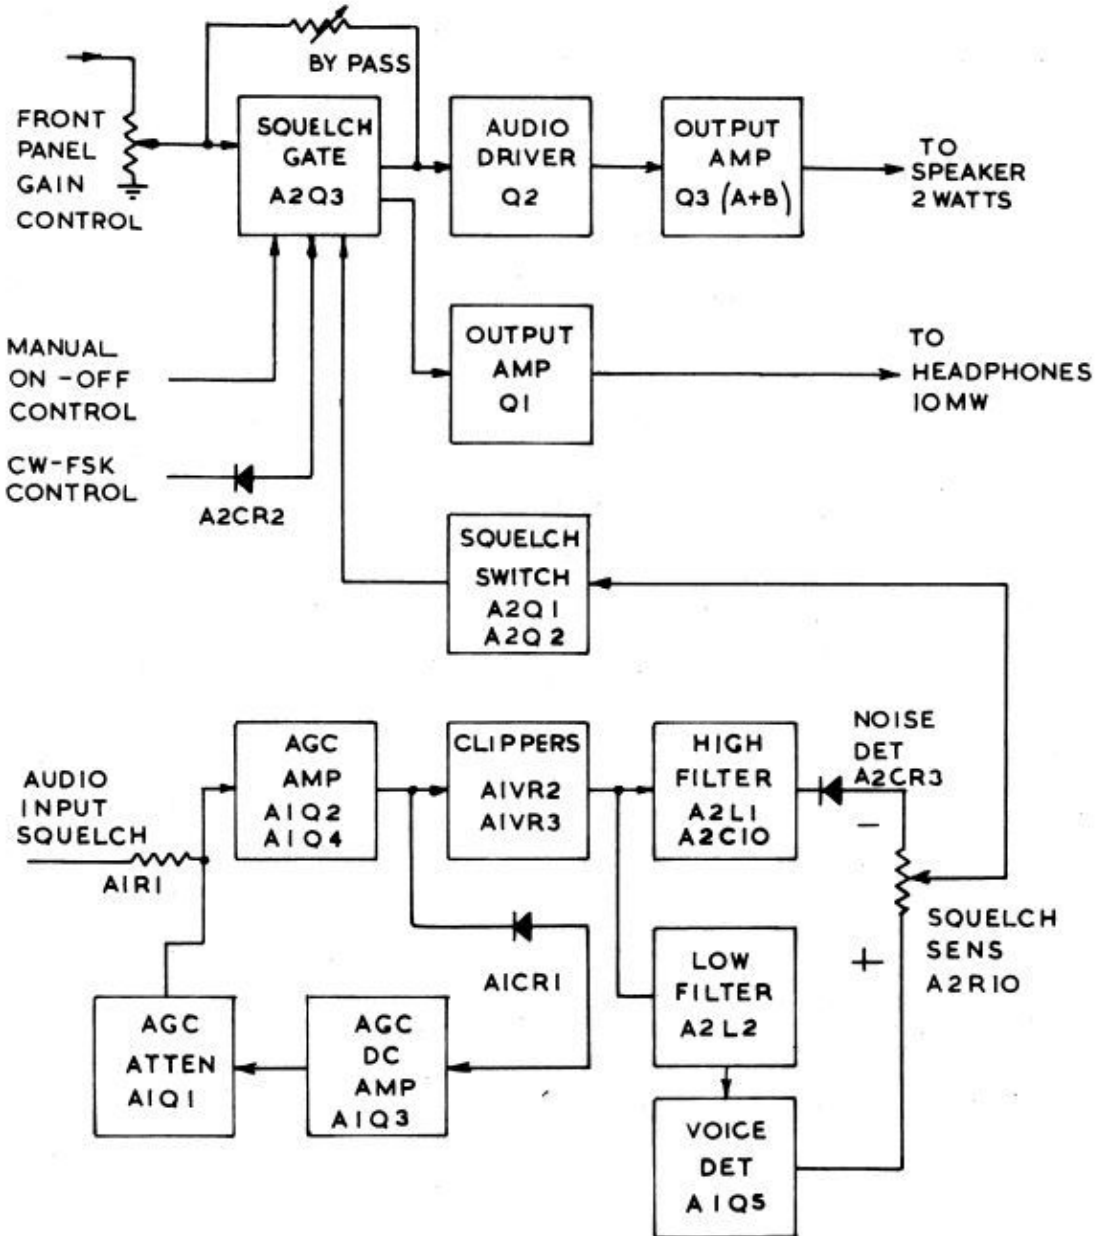 BY PASS
FRONT
PANEL
GAIN
CONTROL
SQUELCH
GATE
A2Q3
AUDIO
DRIVER
Q2
OUTPUT
AMP
Q3 (A+B)
TO
SPEAKER
2 WATTS
MANUAL
ON-OFF
CONTROL
OUTPUT
AMP
Q1
TO
HEADPHONES
10MW
CW-FSK
CONTROL
A2CR2
SQUELCH
SWITCH
A2Q1
A2Q2
AUDIO
INPUT
SQUELCH
A1R1
AGC
AMP
A1Q2
A1Q4
CLIPPERS
A1VR2
A1VR3
HIGH
FILTER
A2L1
A2C10
NOISE
DET
A2CR3
-
+
SQUELCH
SENS
A2R10
A1CR1
LOW
FILTER
A2L2
AGC
ATTEN
A1Q1
AGC
DC
AMP
A1Q3
VOICE
DET
A1Q5